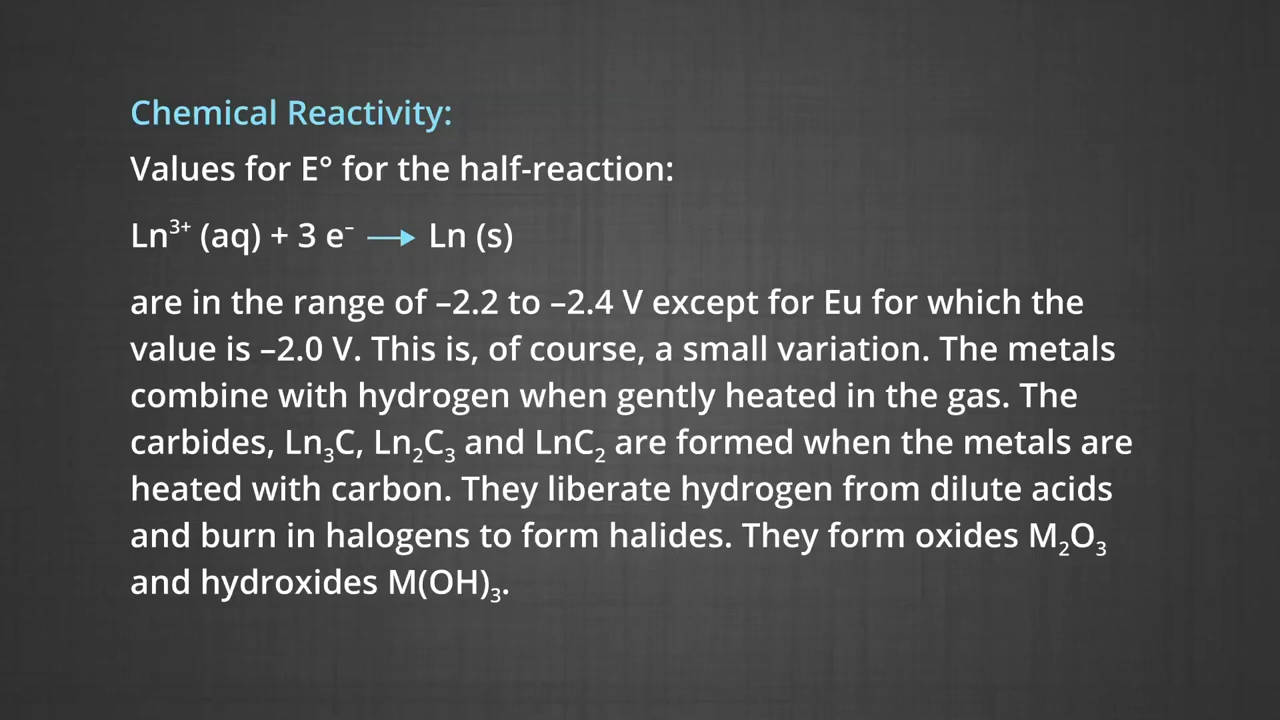 Chemical Reactivity:
Values for E° for the half-reaction:
Ln³⁺ (aq) + 3 e⁻ ⟶ Ln (s)
are in the range of –2.2 to –2.4 V except for Eu for which the
value is –2.0 V. This is, of course, a small variation. The metals
combine with hydrogen when gently heated in the gas. The
carbides, Ln₃C, Ln₂C₃ and LnC₂ are formed when the metals are
heated with carbon. They liberate hydrogen from dilute acids
and burn in halogens to form halides. They form oxides M₂O₃
and hydroxides M(OH)₃.